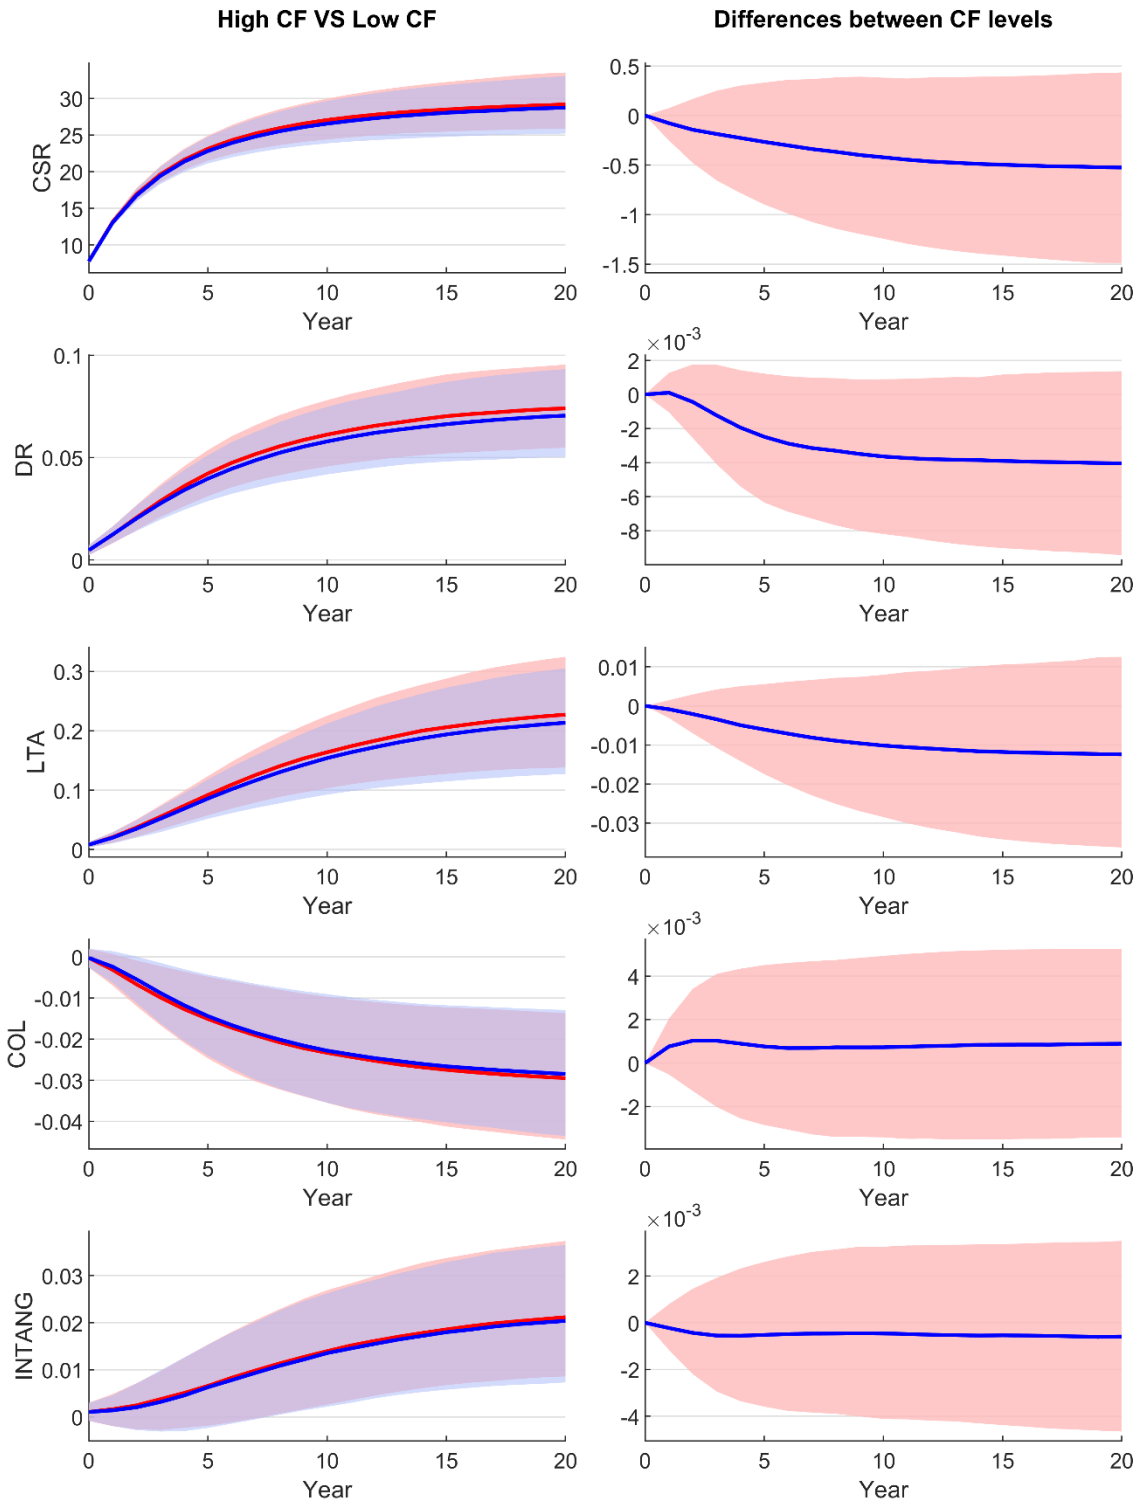 High CF VS Low CF
Differences between CF levels
CSR
30
25
20
15
10
0 5 10 15 20
Year
0.5
0
-0.5
-1
-1.5
0 5 10 15 20
Year
DR
0.1
0.05
0
0 5 10 15 20
Year
×10-3
2
0
-2
-4
-6
-8
0 5 10 15 20
Year
LTA
0.3
0.2
0.1
0
0 5 10 15 20
Year
0.01
0
-0.01
-0.02
-0.03
0 5 10 15 20
Year
COL
0
-0.01
-0.02
-0.03
-0.04
0 5 10 15 20
Year
×10-3
4
2
0
-2
0 5 10 15 20
Year
INTANG
0.03
0.02
0.01
0
0 5 10 15 20
Year
×10-3
2
0
-2
-4
0 5 10 15 20
Year